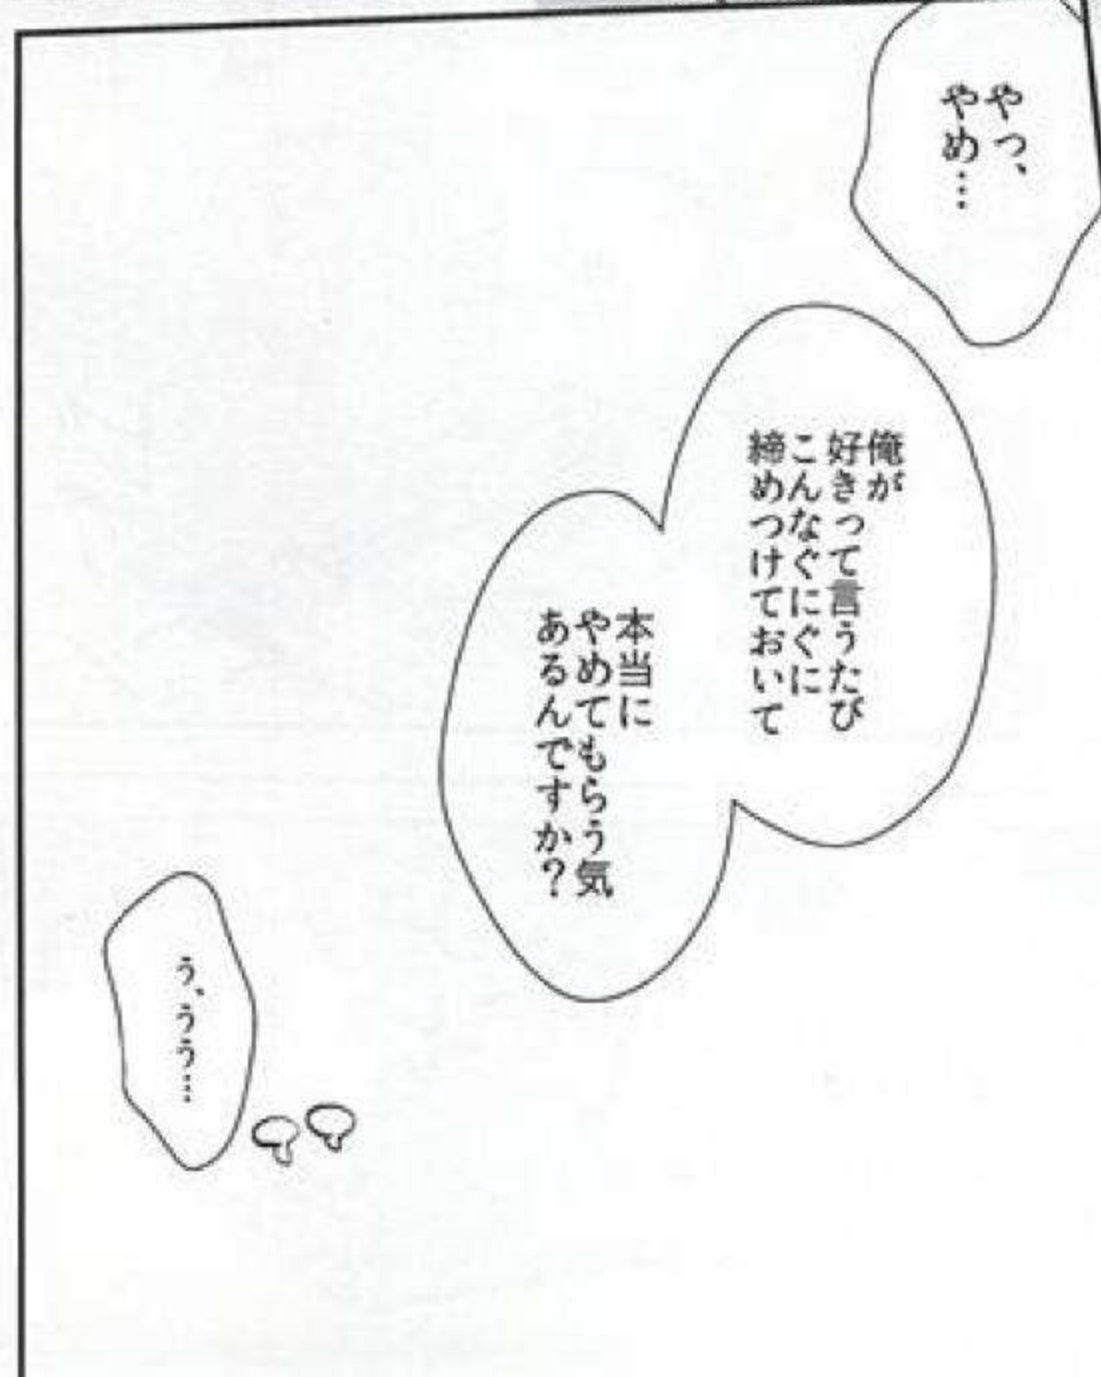 やっ、
やめ…
俺が
好きって言うたび
こんなぐにぐに
締めつけておいて
本当に
やめてもらう気
あるんですか?
う、うう…